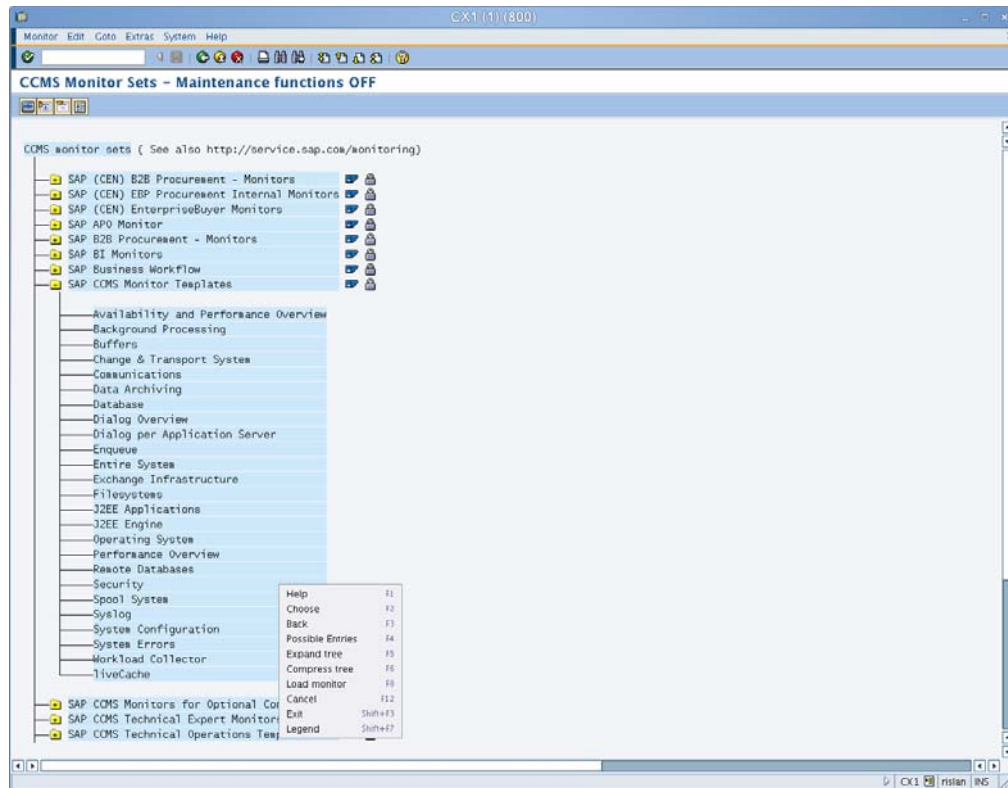 CX1 (1) (800)
Monitor Edit Goto Extras System Help
CCMS Monitor Sets - Maintenance functions OFF
CCMS monitor sets ( See also http://service.sap.com/monitoring)
SAP (CEN) B2B Procurement - Monitors
SAP (CEN) EBP Procurement Internal Monitors
SAP (CEN) EnterpriseBuyer Monitors
SAP APO Monitor
SAP B2B Procurement - Monitors
SAP BI Monitors
SAP Business Workflow
SAP CCMS Monitor Templates
Availability and Performance Overview
Background Processing
Buffers
Change & Transport System
Communications
Data Archiving
Database
Dialog Overview
Dialog per Application Server
Enqueue
Entire System
Exchange Infrastructure
Filesystems
J2EE Applications
J2EE Engine
Operating System
Performance Overview
Remote Databases
Security
Spool System
Syslog
System Configuration
System Errors
Workload Collector
liveCache
SAP CCMS Monitors for Optional Co
SAP CCMS Technical Expert Monitor
SAP CCMS Technical Operations Tem
Help F1
Choose F2
Back F3
Possible Entries F4
Expand tree F5
Compress tree F6
Load monitor F8
Cancel F12
Exit Shift+F3
Legend Shift+F7
CX1 rislan INS